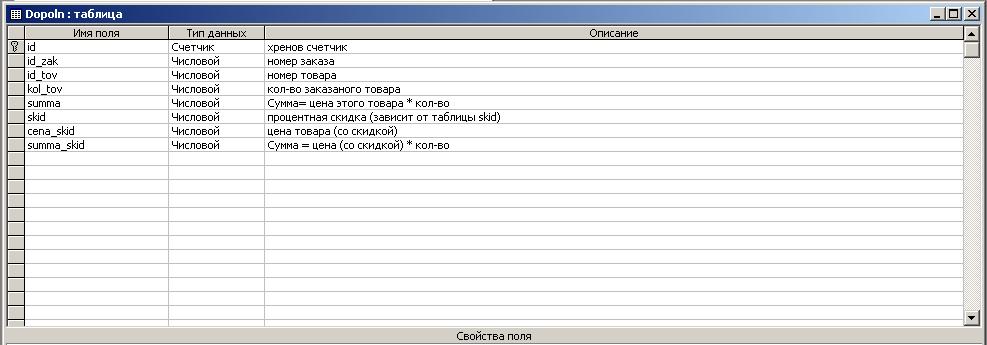 Dopoln : таблица
Имя поля Тип данных Описание
id Счетчик хренов счетчик
id_zak Числовой номер заказа
id_tov Числовой номер товара
kol_tov Числовой кол-во заказаного товара
summa Числовой Сумма= цена этого товара * кол-во
skid Числовой процентная скидка (зависит от таблицы skid)
cena_skid Числовой цена товара (со скидкой)
summa_skid Числовой Сумма = цена (со скидкой) * кол-во
Свойства поля